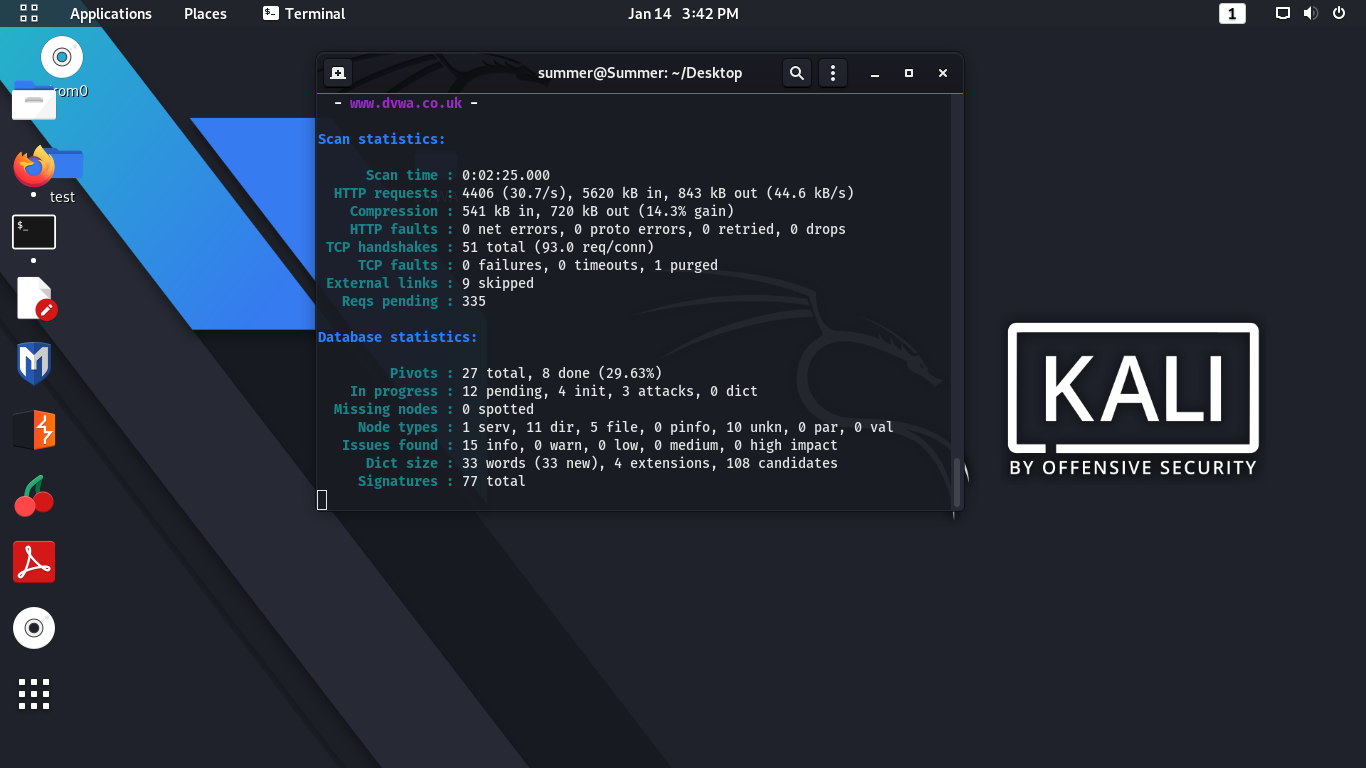 Applications Places Terminal Jan 14 3:42 PM 1
rom0
test
summer@Summer: ~/Desktop
- www.dvwa.co.uk -
Scan statistics:
Scan time : 0:02:25.000
HTTP requests : 4406 (30.7/s), 5620 kB in, 843 kB out (44.6 kB/s)
Compression : 541 kB in, 720 kB out (14.3% gain)
HTTP faults : 0 net errors, 0 proto errors, 0 retried, 0 drops
TCP handshakes : 51 total (93.0 req/conn)
TCP faults : 0 failures, 0 timeouts, 1 purged
External links : 9 skipped
Reqs pending : 335
Database statistics:
Pivots : 27 total, 8 done (29.63%)
In progress : 12 pending, 4 init, 3 attacks, 0 dict
Missing nodes : 0 spotted
Node types : 1 serv, 11 dir, 5 file, 0 pinfo, 10 unkn, 0 par, 0 val
Issues found : 15 info, 0 warn, 0 low, 0 medium, 0 high impact
Dict size : 33 words (33 new), 4 extensions, 108 candidates
Signatures : 77 total
$_
KALI
BY OFFENSIVE SECURITY